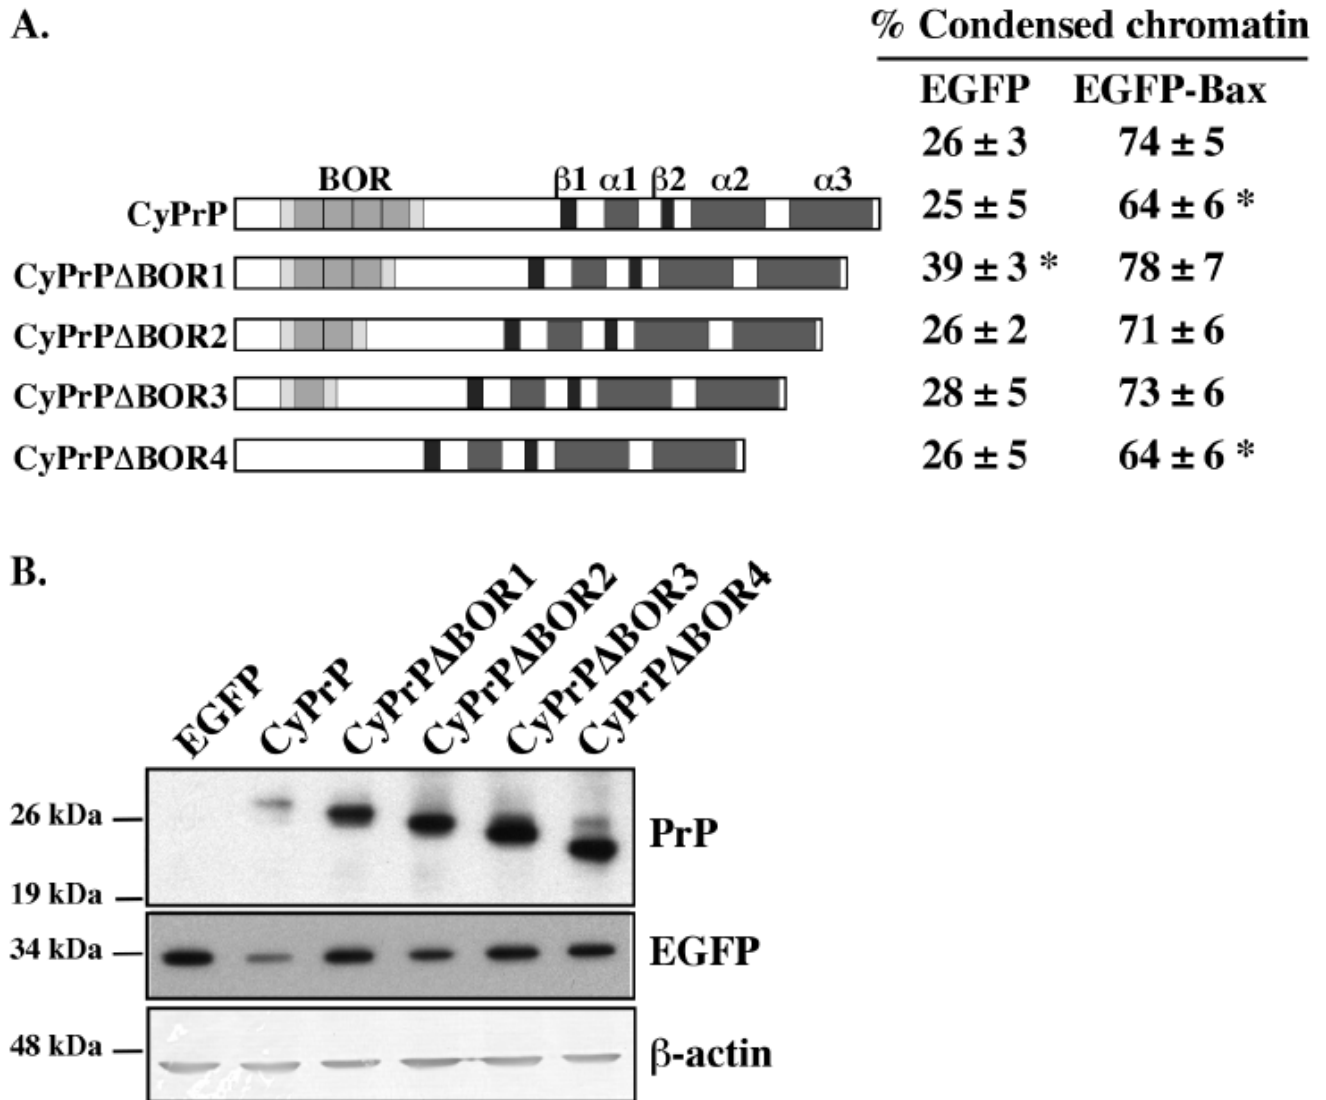 A.
% Condensed chromatin
EGFP EGFP-Bax
26 ± 3 74 ± 5
BOR β1 α1 β2 α2 α3
CyPrP 25 ± 5 64 ± 6 *
CyPrPΔBOR1 39 ± 3 * 78 ± 7
CyPrPΔBOR2 26 ± 2 71 ± 6
CyPrPΔBOR3 28 ± 5 73 ± 6
CyPrPΔBOR4 26 ± 5 64 ± 6 *
B.
EGFP CyPrP CyPrPΔBOR1 CyPrPΔBOR2 CyPrPΔBOR3 CyPrPΔBOR4
26 kDa
PrP
19 kDa
34 kDa EGFP
48 kDa β-actin